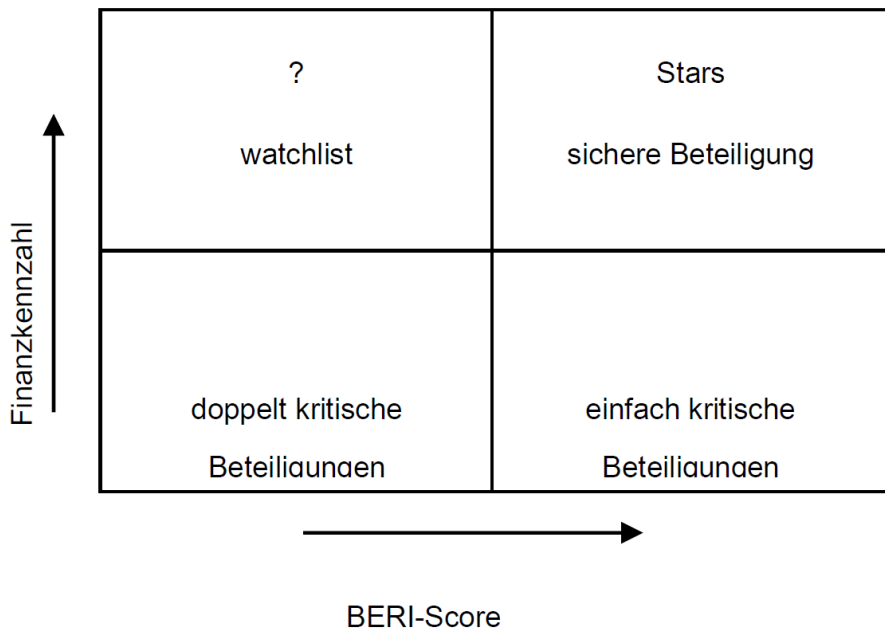 ?
Stars
watchlist
sichere Beteiligung
Finanzkennzahl
doppelt kritische
einfach kritische
Beteiligungen
Beteiligungen
BERI-Score